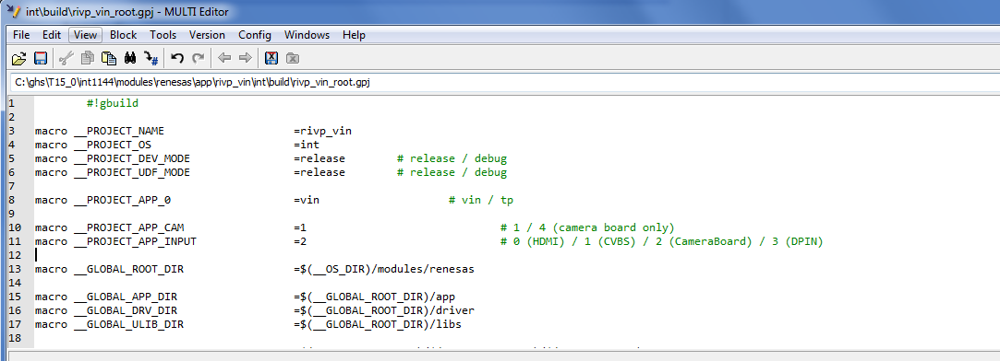 int\build\rivp_vin_root.gpj - MULTI Editor
File Edit View Block Tools Version Config Windows Help
C:\ghs\T15_0\int1144\modules\renesas\app\rivp_vin\int\build\rivp_vin_root.gpj
1 #!gbuild
2
3 macro __PROJECT_NAME =rivp_vin
4 macro __PROJECT_OS =int
5 macro __PROJECT_DEV_MODE =release # release / debug
6 macro __PROJECT_UDF_MODE =release # release / debug
7
8 macro __PROJECT_APP_0 =vin # vin / tp
9
10 macro __PROJECT_APP_CAM =1 # 1 / 4 (camera board only)
11 macro __PROJECT_APP_INPUT =2 # 0 (HDMI) / 1 (CVBS) / 2 (CameraBoard) / 3 (DPIN)
12
13 macro __GLOBAL_ROOT_DIR =$(__OS_DIR)/modules/renesas
14
15 macro __GLOBAL_APP_DIR =$(__GLOBAL_ROOT_DIR)/app
16 macro __GLOBAL_DRV_DIR =$(__GLOBAL_ROOT_DIR)/driver
17 macro __GLOBAL_ULIB_DIR =$(__GLOBAL_ROOT_DIR)/libs
18